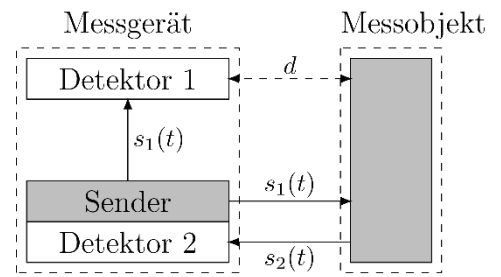 Messgerät
Messobjekt
Detektor 1
d
s₁(t)
Sender
s₁(t)
Detektor 2
s₂(t)